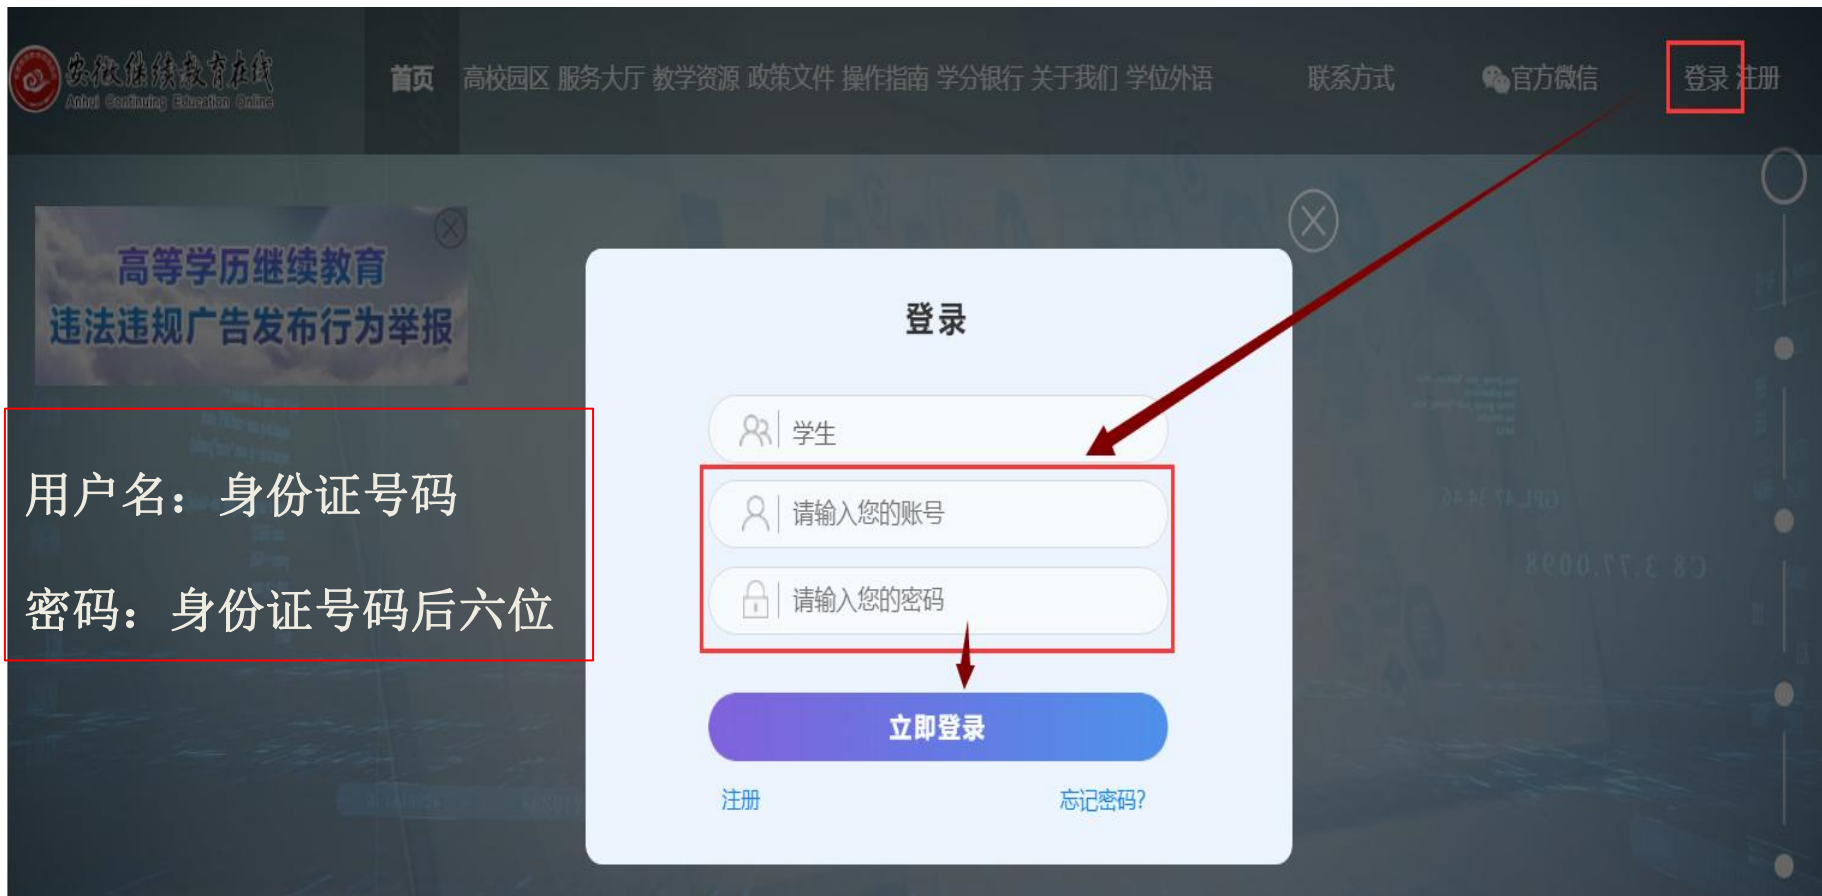 安徽继续教育在线
Anhui Continuing Education Online
首页 高校园区 服务大厅 教学资源 政策文件 操作指南 学分银行 关于我们 学位外语 联系方式 官方微信 登录 注册
高等学历继续教育
违法违规广告发布行为举报
登录
学生
请输入您的账号
请输入您的密码
立即登录
注册 忘记密码?
用户名：身份证号码
密码：身份证号码后六位